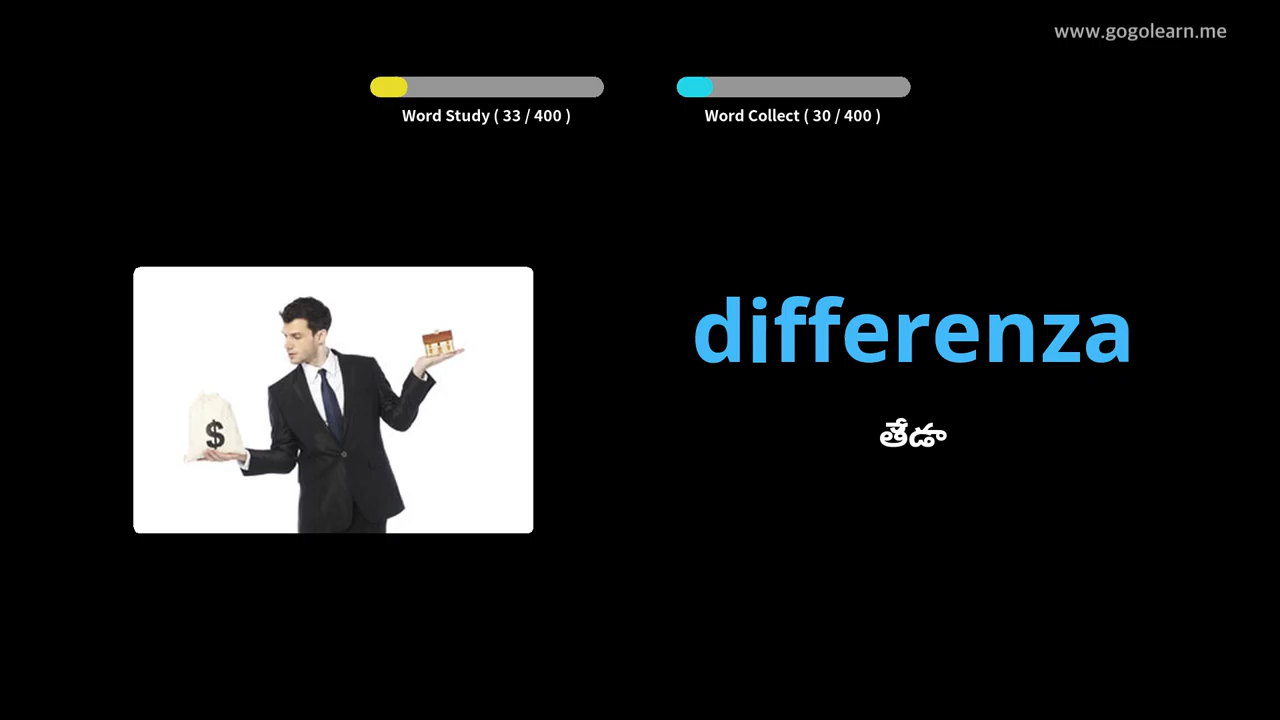 www.gogolearn.me
Word Study ( 33 / 400 )
Word Collect ( 30 / 400 )
$
differenza
తేడా